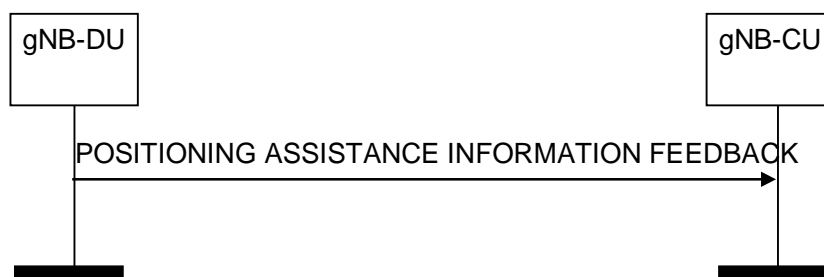 gNB-DU
gNB-CU
POSITIONING ASSISTANCE INFORMATION FEEDBACK